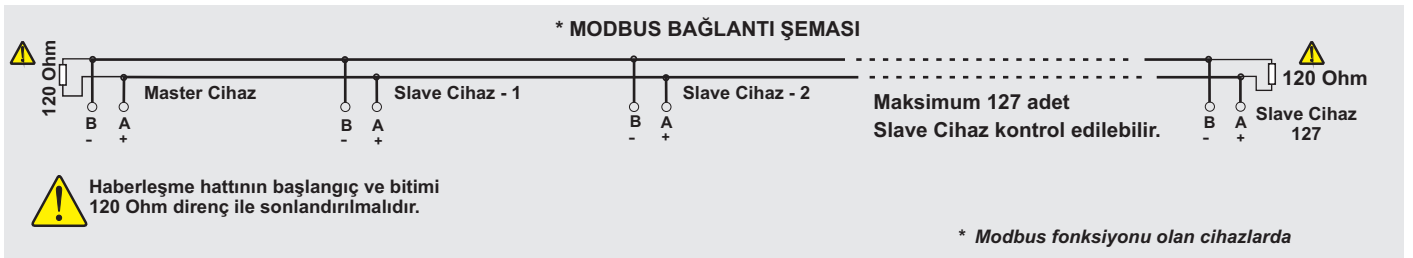 * MODBUS BAĞLANTI ŞEMASI
120 Ohm
B
-
A
+
Master Cihaz
B
-
A
+
Slave Cihaz - 1
B
-
A
+
Slave Cihaz - 2
Maksimum 127 adet
Slave Cihaz kontrol edilebilir.
B
-
A
+
120 Ohm
Slave Cihaz
127
Haberleşme hattının başlangıç ve bitimi
120 Ohm direnç ile sonlandırılmalıdır.
* Modbus fonksiyonu olan cihazlarda